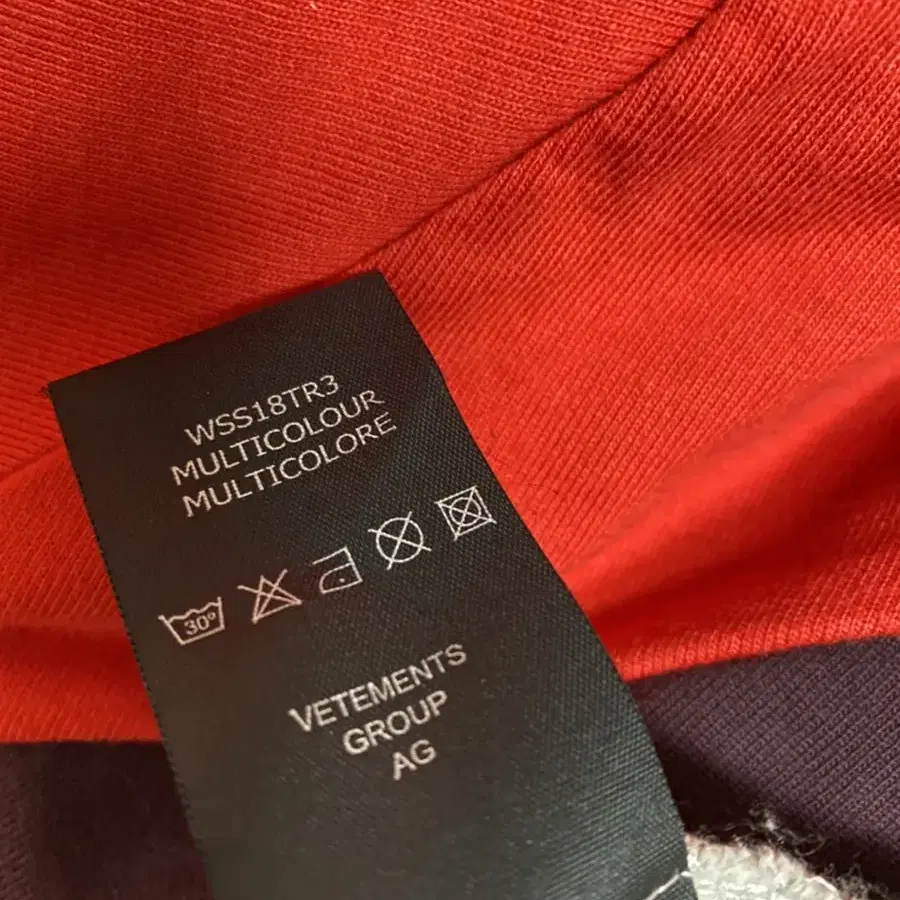 WSS18TR3
MULTICOLOUR
MULTICOLORE
30°
VETEMENTS
GROUP
AG